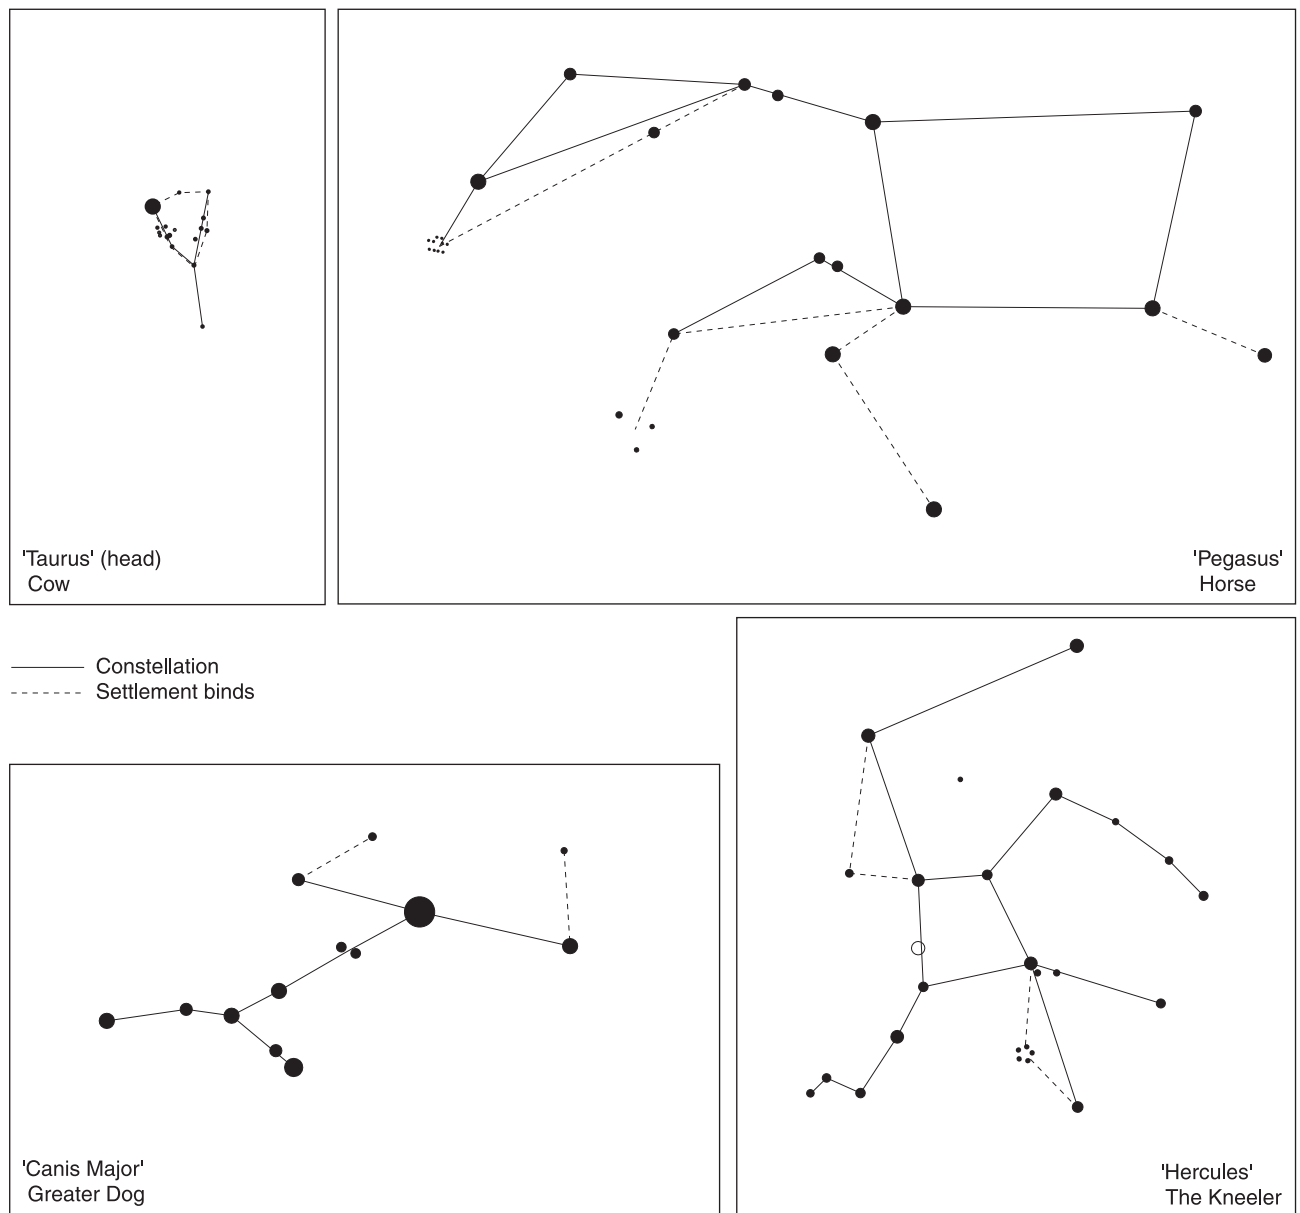 'Taurus' (head)
Cow
'Pegasus'
Horse
Constellation
Settlement binds
'Canis Major'
Greater Dog
'Hercules'
The Kneeler